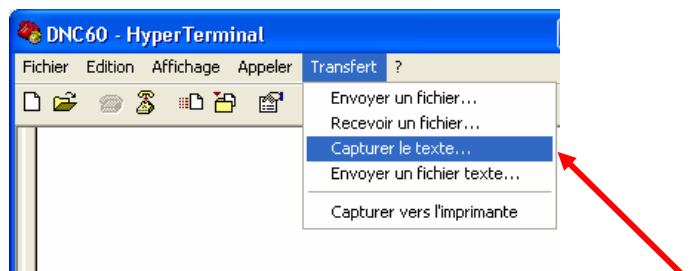 DNC60 - HyperTerminal
Fichier Edition Affichage Appeler Transfert ?
Envoyer un fichier...
Recevoir un fichier...
Capturer le texte...
Envoyer un fichier texte...
Capturer vers l'imprimante